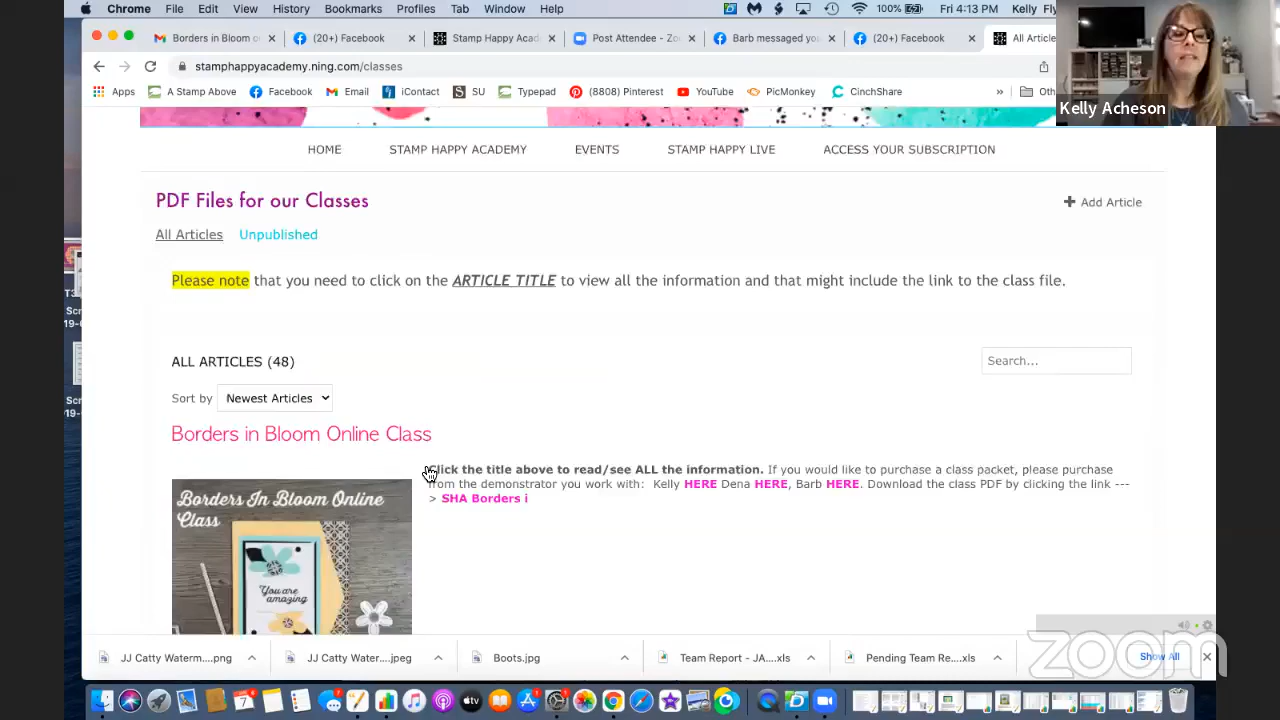 Chrome File Edit View History Bookmarks Profiles Tab Window Help 100% Fri 4:13 PM Kelly Fly
Borders in Bloom o (20+) Facebook Stamp Happy Aca Post Attendee - Zo Barb messaged you (20+) Facebook All Article
stamphappyacademy.ning.com/classes
Apps A Stamp Above Facebook Email iCont SU Typepad (8808) Pinterest YouTube PicMonkey CinchShare » Oth
Kelly Acheson
HOME STAMP HAPPY ACADEMY EVENTS STAMP HAPPY LIVE ACCESS YOUR SUBSCRIPTION
PDF Files for our Classes
+ Add Article
All Articles Unpublished
Please note that you need to click on the ARTICLE TITLE to view all the information and that might include the link to the class file.
ALL ARTICLES (48)
Search...
Sort by Newest Articles
Borders in Bloom Online Class
Click the title above to read/see ALL the information. If you would like to purchase a class packet, please purchase
from the demonstrator you work with: Kelly HERE Dena HERE, Barb HERE. Download the class PDF by clicking the link ---
> SHA Borders i
Borders In Bloom Online
Class
You are
amazing
JJ Catty Waterm....png JJ Catty Water....jpeg Boots.jpg Team Report - JA....xls Pending Team Re....xls Show All
zoom